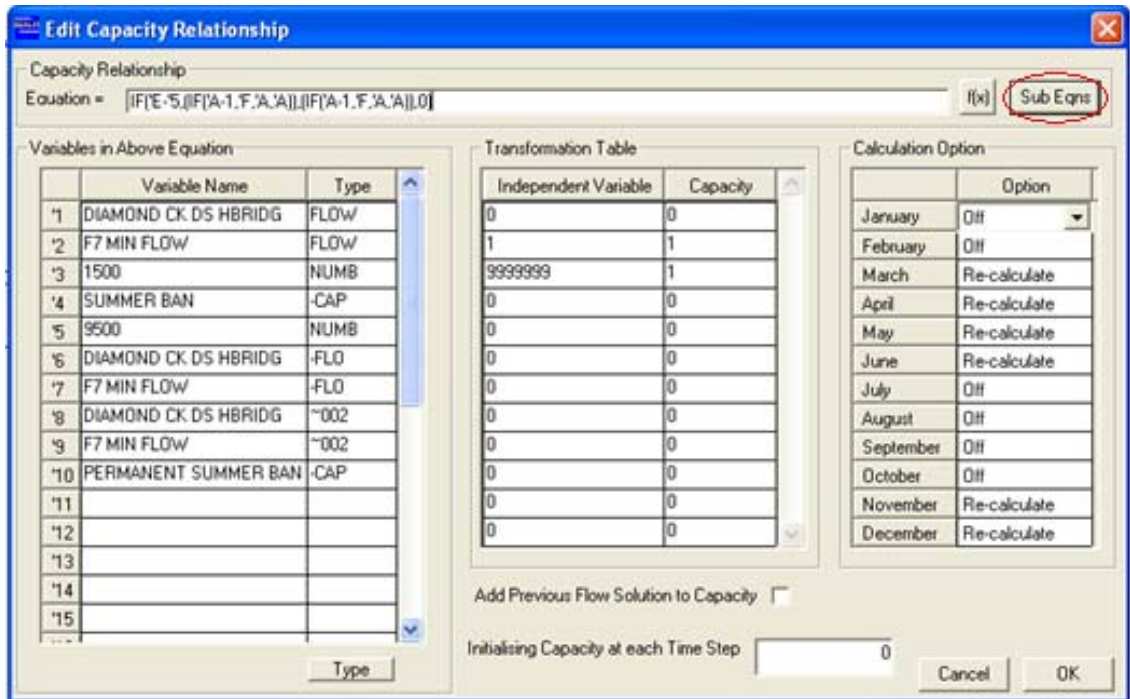 Edit Capacity Relationship
Capacity Relationship
Equation = IF('E-'5,(IF('A-1,'F,'A,'A)),(IF('A-1,'F,'A,'A)),0) f(x) Sub Eqns
Variables in Above Equation
Variable Name Type
'1 DIAMOND CK DS HBRIDG FLOW
'2 F7 MIN FLOW FLOW
'3 1500 NUMB
'4 SUMMER BAN -CAP
'5 9500 NUMB
'6 DIAMOND CK DS HBRIDG -FLO
'7 F7 MIN FLOW -FLO
'8 DIAMOND CK DS HBRIDG ~002
'9 F7 MIN FLOW ~002
'10 PERMANENT SUMMER BAN -CAP
'11
'12
'13
'14
'15
Type
Transformation Table
Independent Variable Capacity
0 0
1 1
9999999 1
0 0
0 0
0 0
0 0
0 0
0 0
0 0
0 0
0 0
Add Previous Flow Solution to Capacity
Initialising Capacity at each Time Step 0
Calculation Option
Option
January Off
February Off
March Re-calculate
April Re-calculate
May Re-calculate
June Re-calculate
July Off
August Off
September Off
October Off
November Re-calculate
December Re-calculate
Cancel OK